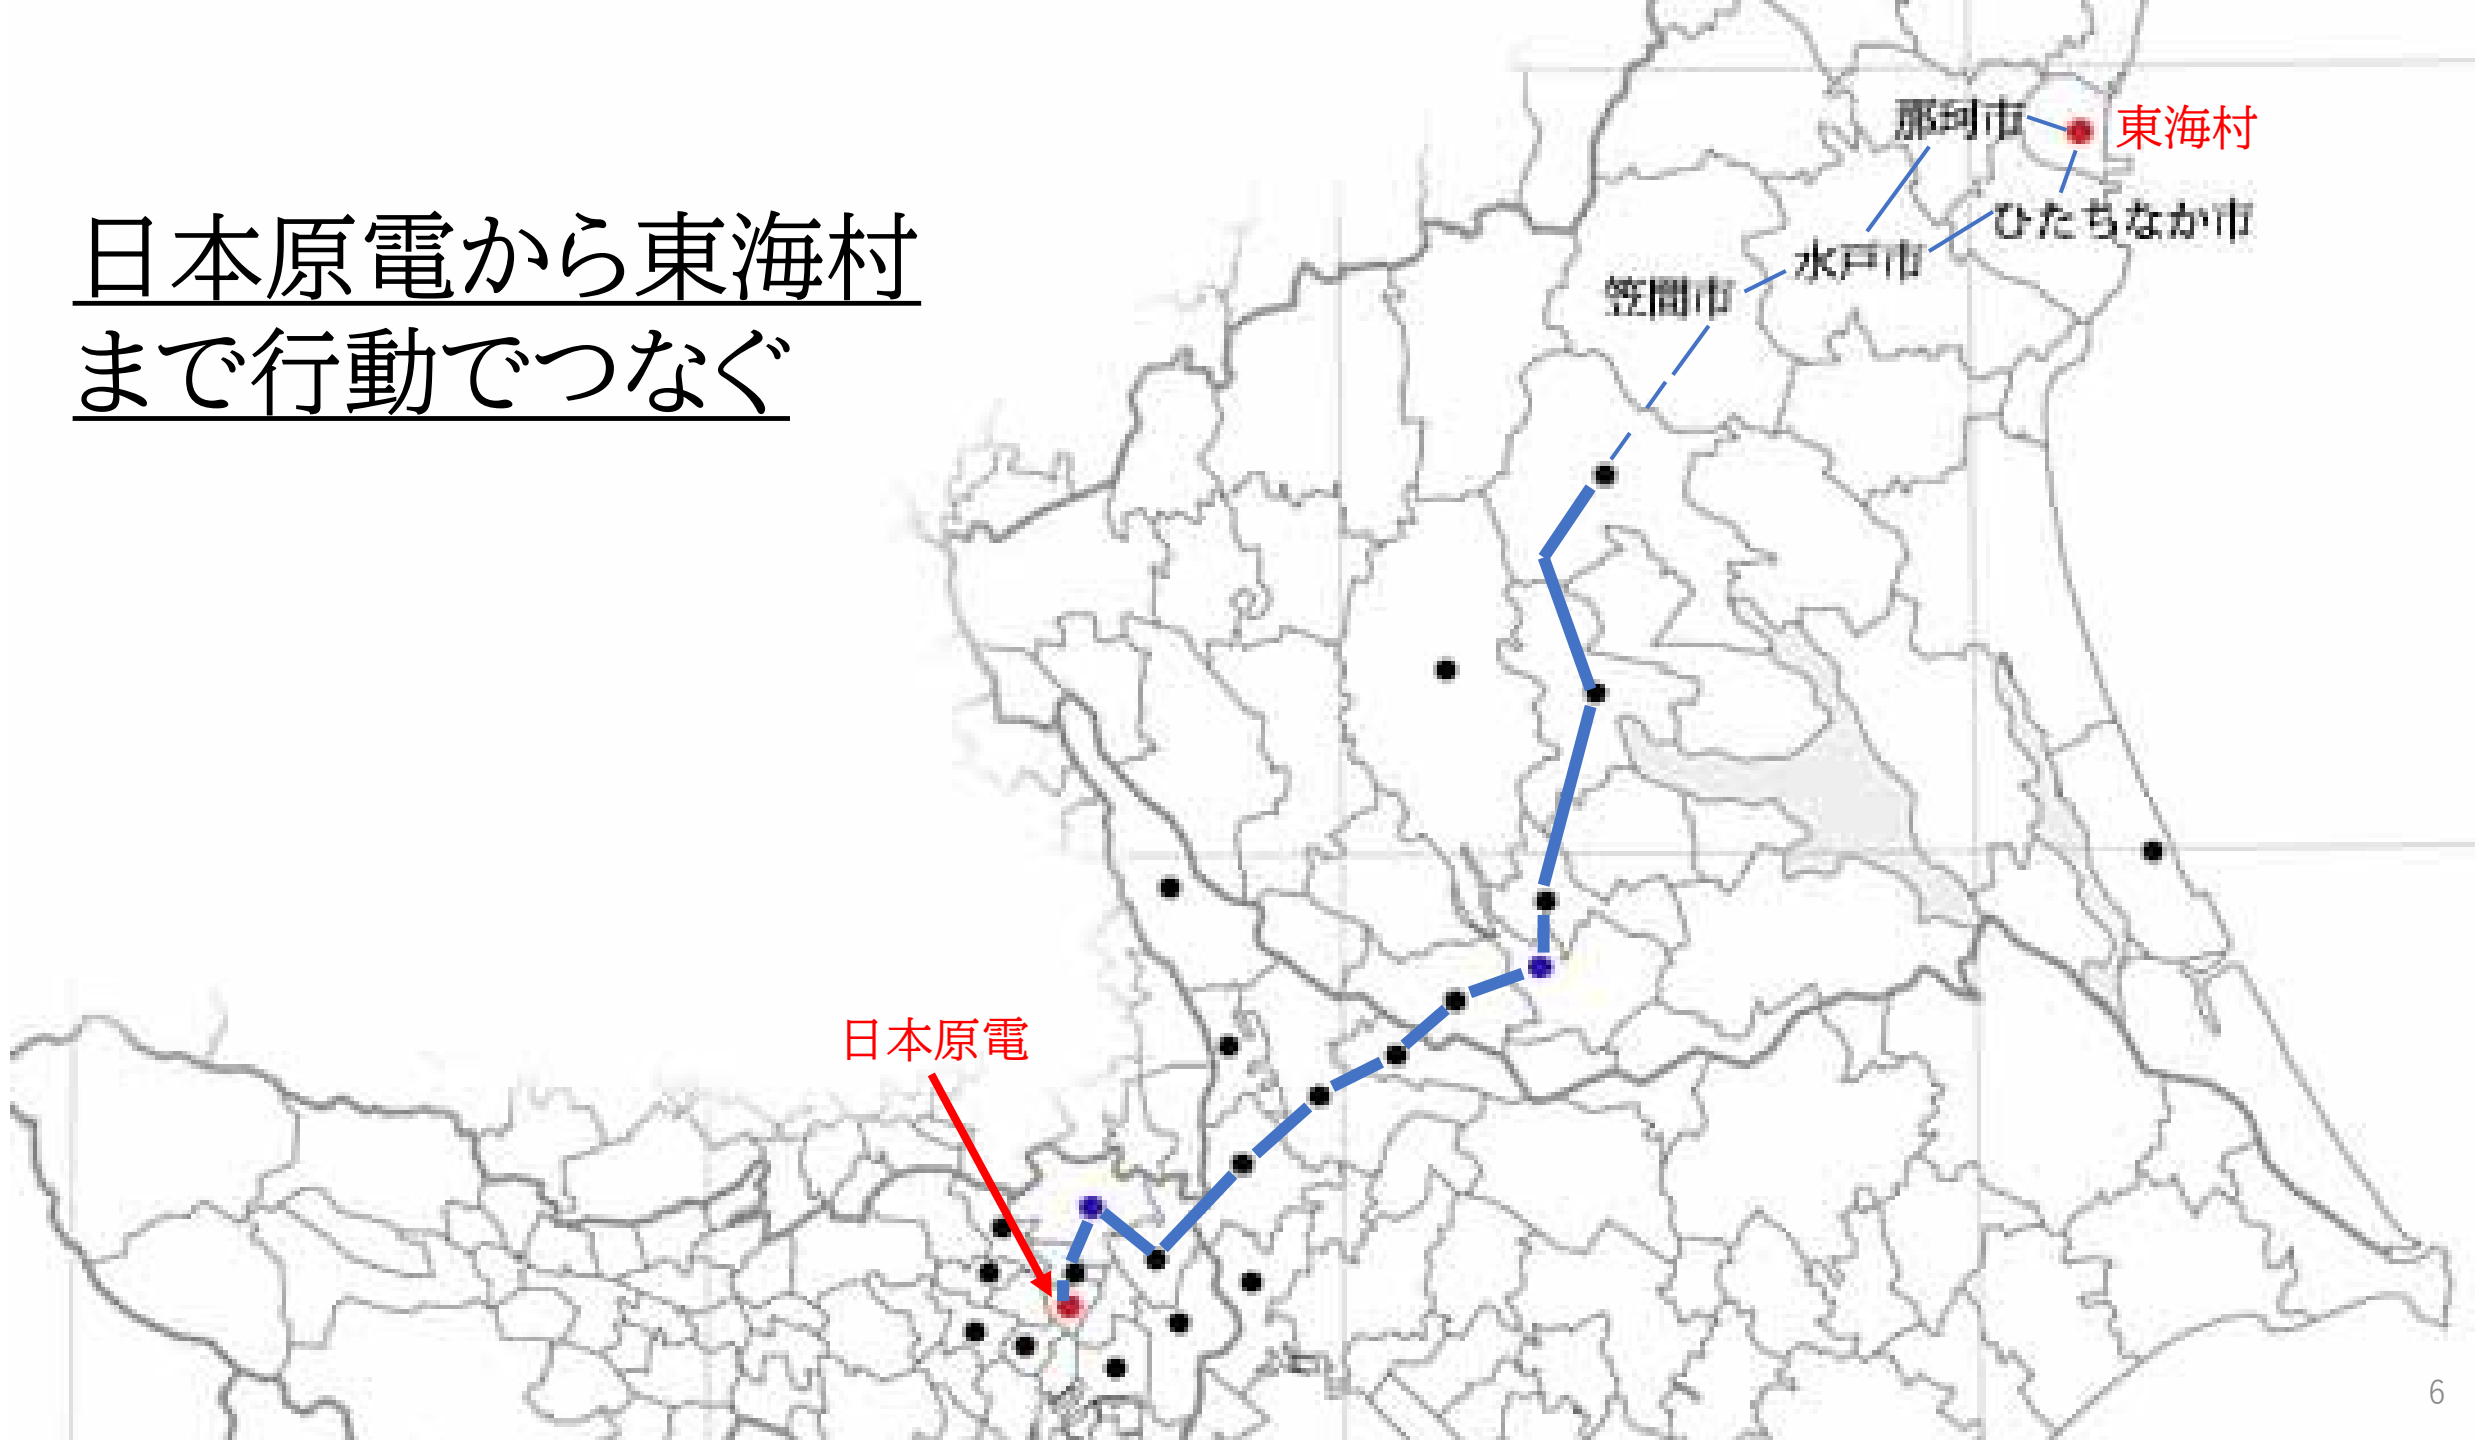 日本原電から東海村
まで行動でつなぐ
那珂市
東海村
ひたちなか市
水戸市
笠間市
日本原電
6